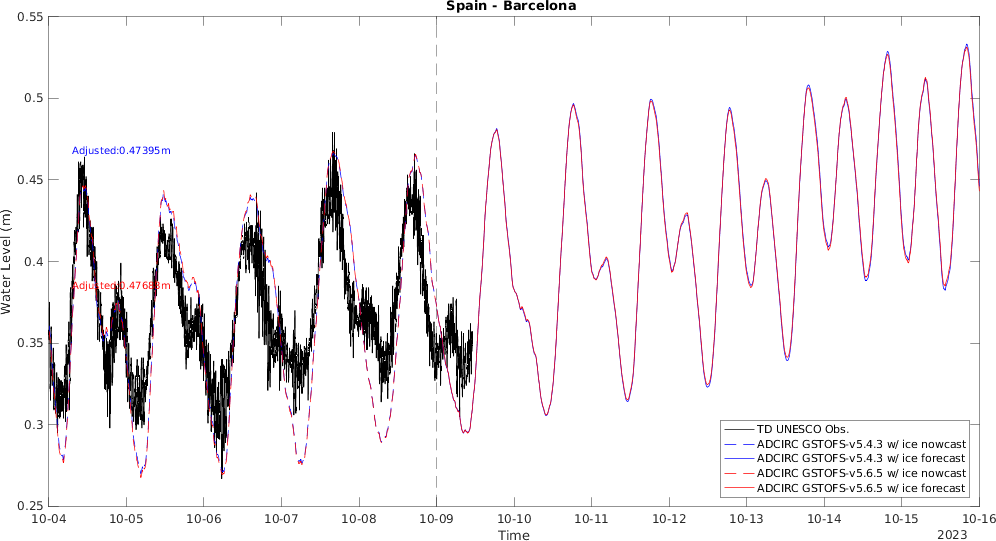 Spain - Barcelona
0.55
0.5
0.45
0.4
0.35
0.3
0.25
Water Level (m)
Adjusted:0.47395m
Adjusted:0.4768
TD UNESCO Obs.
ADCIRC GSTOFS-v5.4.3 w/ ice nowcast
ADCIRC GSTOFS-v5.4.3 w/ ice forecast
ADCIRC GSTOFS-v5.6.5 w/ ice nowcast
ADCIRC GSTOFS-v5.6.5 w/ ice forecast
10-04 10-05 10-06 10-07 10-08 10-09 10-10 10-11 10-12 10-13 10-14 10-15 10-16
Time
2023